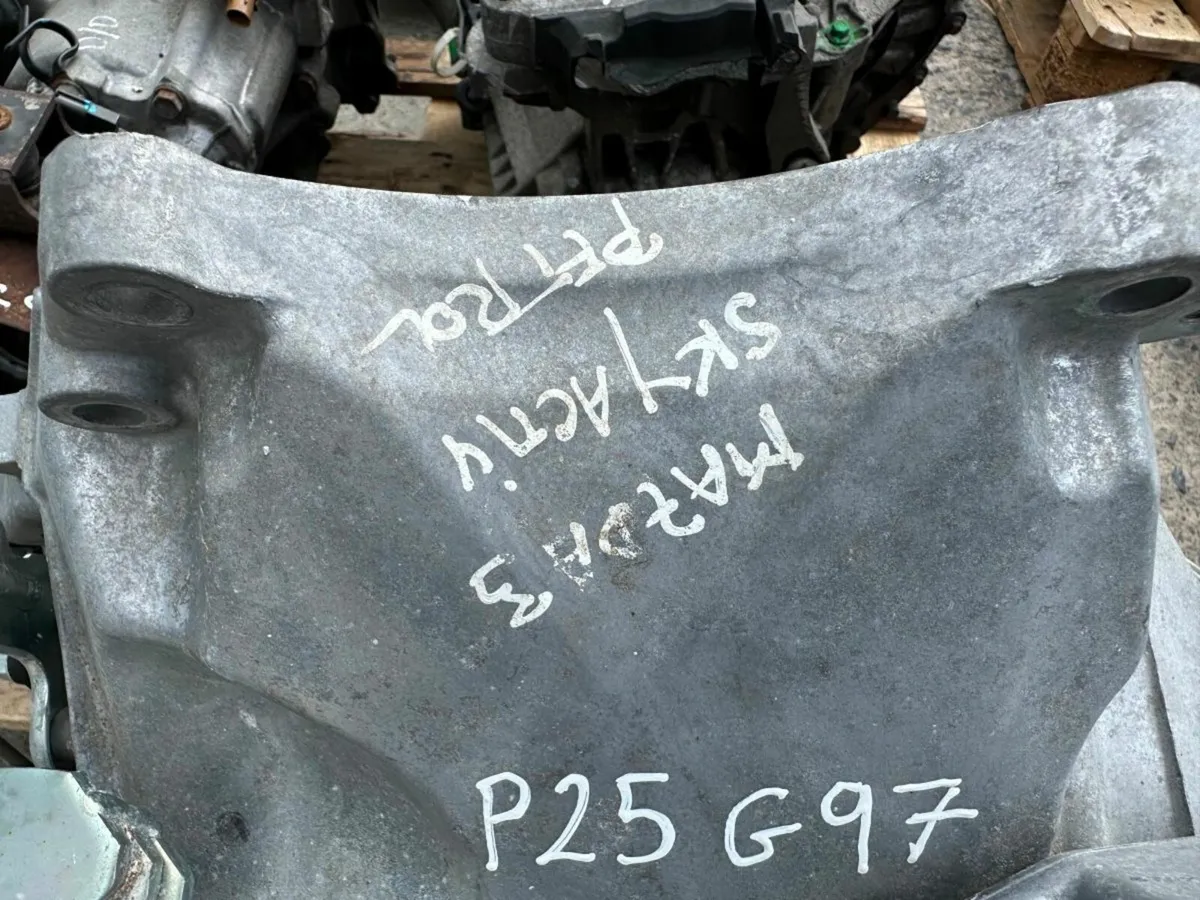 MAZDA 3
SKYACTIV
PETROL
P25 G97